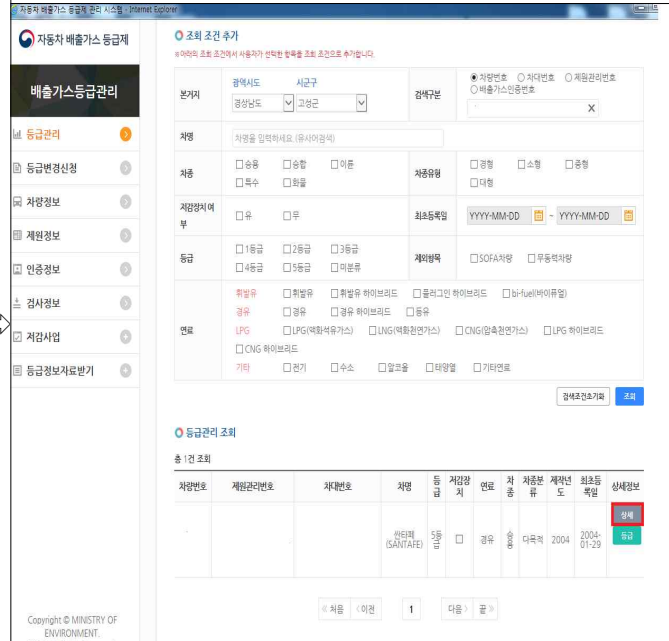 자동차 배출가스 등급제 관리 시스템 - Internet Explorer
자동차 배출가스 등급제
배출가스등급관리
등급관리
등급변경신청
차량정보
제원정보
인증정보
검사정보
저감사업
등급정보자료받기
Copyright © MINISTRY OF
ENVIRONMENT.
조회 조건 추가
※아래의 조회 조건에서 사용자가 선택한 항목을 조회 조건으로 추가합니다.
본거지 광역시도 시군구 검색구분 차량번호 차대번호 제원관리번호
경상남도 고성군 배출가스인증번호
X
차명 차명을 입력하세요. (유사어검색)
차종 승용 승합 이륜 차종유형 경형 소형 중형
특수 화물 대형
저감장치 여부 유 무 최초등록일 YYYY-MM-DD ~ YYYY-MM-DD
등급 1등급 2등급 3등급 제외항목 SOFA차량 무동력차량
4등급 5등급 미분류
연료 휘발유 휘발유 휘발유 하이브리드 플러그인 하이브리드 bi-fuel(바이퓨얼)
경유 경유 경유 하이브리드 등유
LPG LPG(액화석유가스) LNG(액화천연가스) CNG(압축천연가스) LPG 하이브리드
CNG 하이브리드
기타 전기 수소 알코올 태양열 기타연료
검색조건초기화 조회
등급관리 조회
총 1건 조회
차량번호 제원관리번호 차대번호 차명 등급 저감장치 연료 차종 차종분류 제작년도 최초등록일 상세정보
싼타페
(SANTAFE) 5등급 경유 승용 다목적 2004 2004-01-29 상세
등급
처음 이전 1 다음 끝